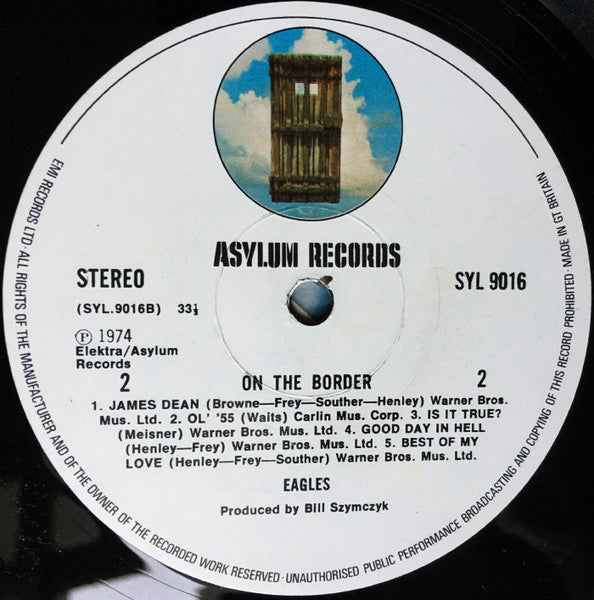 ASYLUM RECORDS
STEREO
SYL 9016
(SYL.9016B) 33⅓
Ⓟ 1974
Elektra/Asylum
Records
2 ON THE BORDER 2
1. JAMES DEAN (Browne—Frey—Souther—Henley) Warner Bros.
Mus. Ltd. 2. OL' '55 (Waits) Carlin Mus. Corp. 3. IS IT TRUE?
(Meisner) Warner Bros. Mus. Ltd. 4. GOOD DAY IN HELL
(Henley—Frey) Warner Bros. Mus. Ltd. 5. BEST OF MY
LOVE (Henley—Frey—Souther) Warner Bros. Mus. Ltd.
EAGLES
Produced by Bill Szymczyk
EMI RECORDS LTD · ALL RIGHTS OF THE MANUFACTURER AND OF THE OWNER OF THE RECORDED WORK RESERVED · UNAUTHORISED PUBLIC PERFORMANCE BROADCASTING AND COPYING OF THIS RECORD PROHIBITED · MADE IN GT BRITAIN